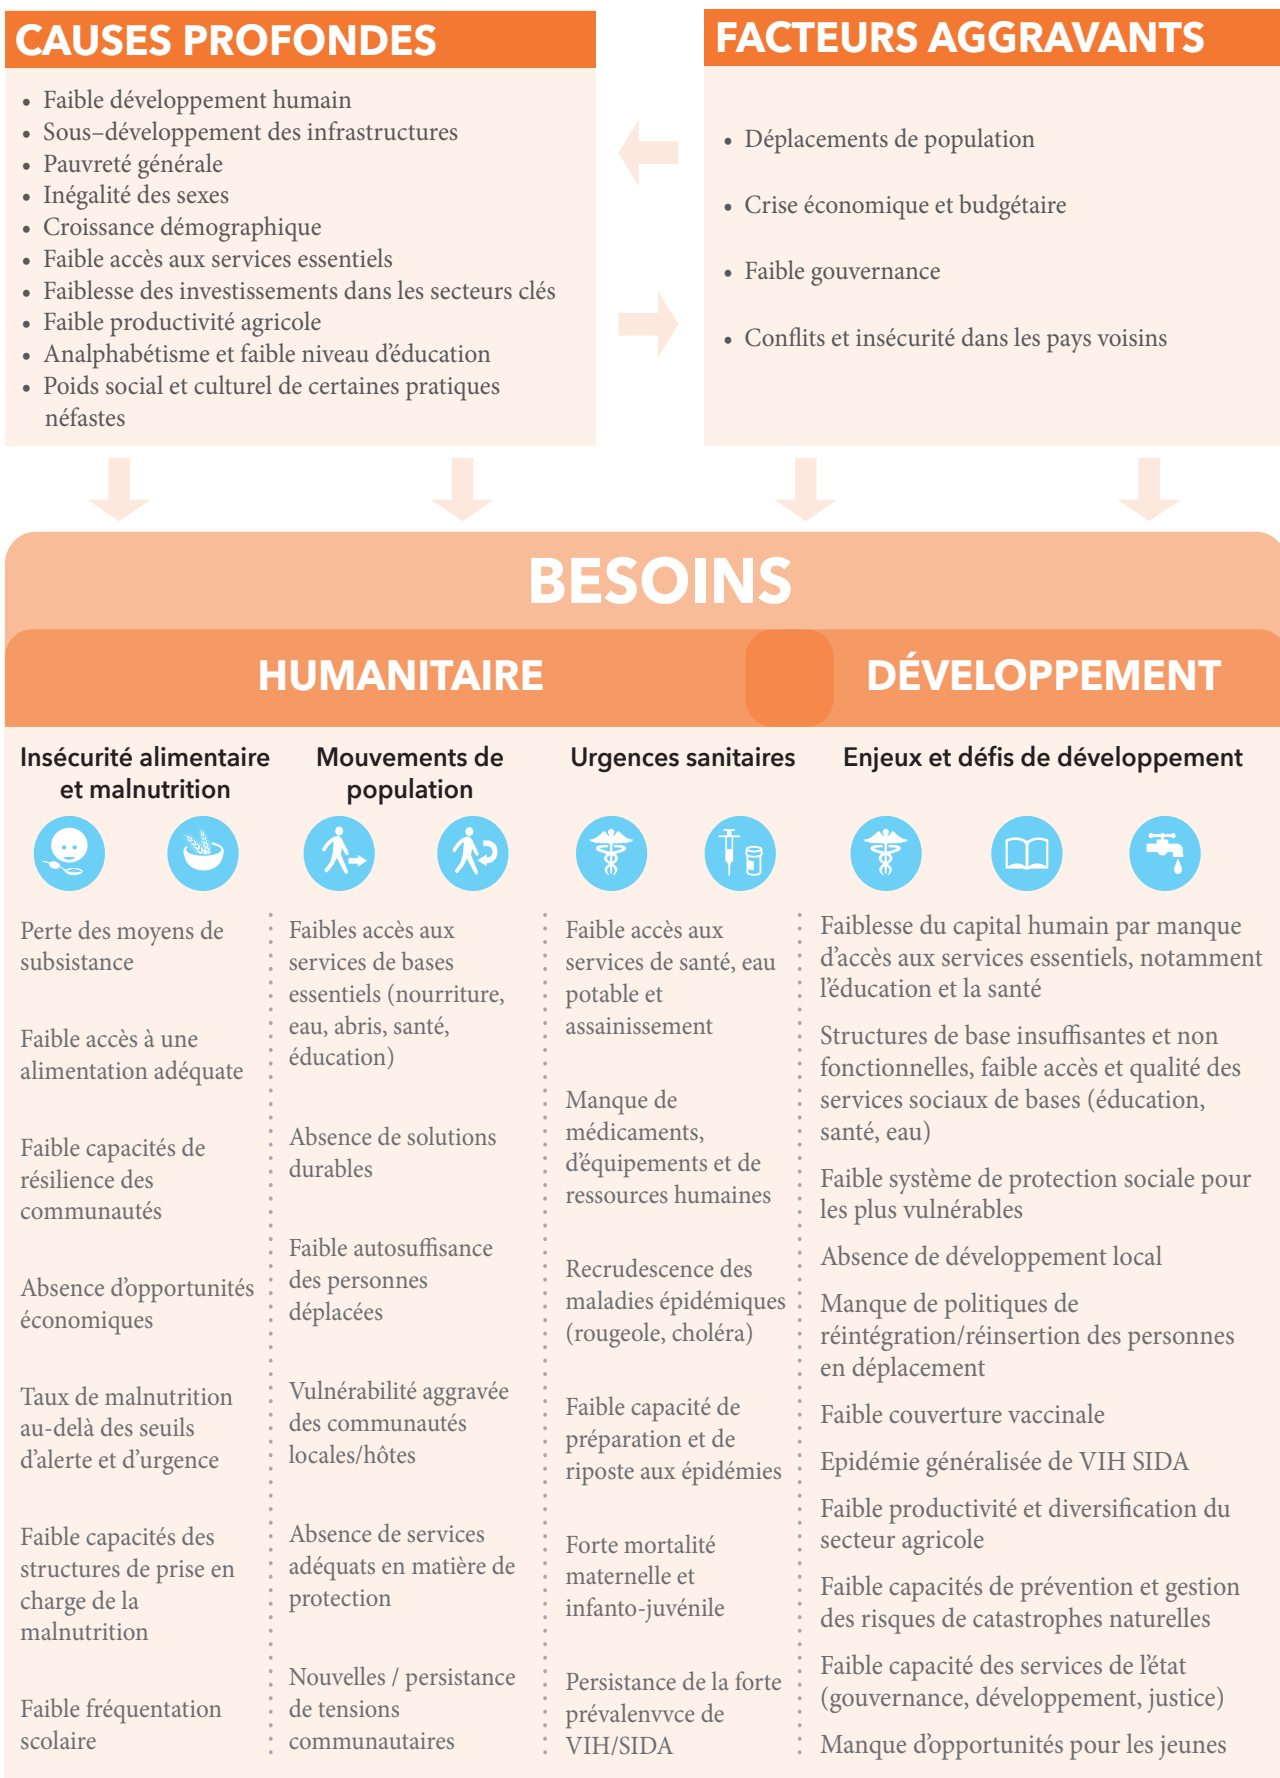 CAUSES PROFONDES
• Faible développement humain
• Sous–développement des infrastructures
• Pauvreté générale
• Inégalité des sexes
• Croissance démographique
• Faible accès aux services essentiels
• Faiblesse des investissements dans les secteurs clés
• Faible productivité agricole
• Analphabétisme et faible niveau d'éducation
• Poids social et culturel de certaines pratiques
néfastes
FACTEURS AGGRAVANTS
• Déplacements de population
• Crise économique et budgétaire
• Faible gouvernance
• Conflits et insécurité dans les pays voisins
BESOINS
HUMANITAIRE
DÉVELOPPEMENT
Insécurité alimentaire
et malnutrition
Perte des moyens de
subsistance
Faible accès à une
alimentation adéquate
Faible capacités de
résilience des
communautés
Absence d'opportunités
économiques
Taux de malnutrition
au-delà des seuils
d'alerte et d'urgence
Faible capacités des
structures de prise en
charge de la
malnutrition
Faible fréquentation
scolaire
Mouvements de
population
Faibles accès aux
services de bases
essentiels (nourriture,
eau, abris, santé,
éducation)
Absence de solutions
durables
Faible autosuffisance
des personnes
déplacées
Vulnérabilité aggravée
des communautés
locales/hôtes
Absence de services
adéquats en matière de
protection
Nouvelles / persistance
de tensions
communautaires
Urgences sanitaires
Faible accès aux
services de santé, eau
potable et
assainissement
Manque de
médicaments,
d'équipements et de
ressources humaines
Recrudescence des
maladies épidémiques
(rougeole, choléra)
Faible capacité de
préparation et de
riposte aux épidémies
Forte mortalité
maternelle et
infanto-juvénile
Persistance de la forte
prévalenvvce de
VIH/SIDA
Enjeux et défis de développement
Faiblesse du capital humain par manque
d'accès aux services essentiels, notamment
l'éducation et la santé
Structures de base insuffisantes et non
fonctionnelles, faible accès et qualité des
services sociaux de bases (éducation,
santé, eau)
Faible système de protection sociale pour
les plus vulnérables
Absence de développement local
Manque de politiques de
réintégration/réinsertion des personnes
en déplacement
Faible couverture vaccinale
Epidémie généralisée de VIH SIDA
Faible productivité et diversification du
secteur agricole
Faible capacités de prévention et gestion
des risques de catastrophes naturelles
Faible capacité des services de l'état
(gouvernance, développement, justice)
Manque d'opportunités pour les jeunes